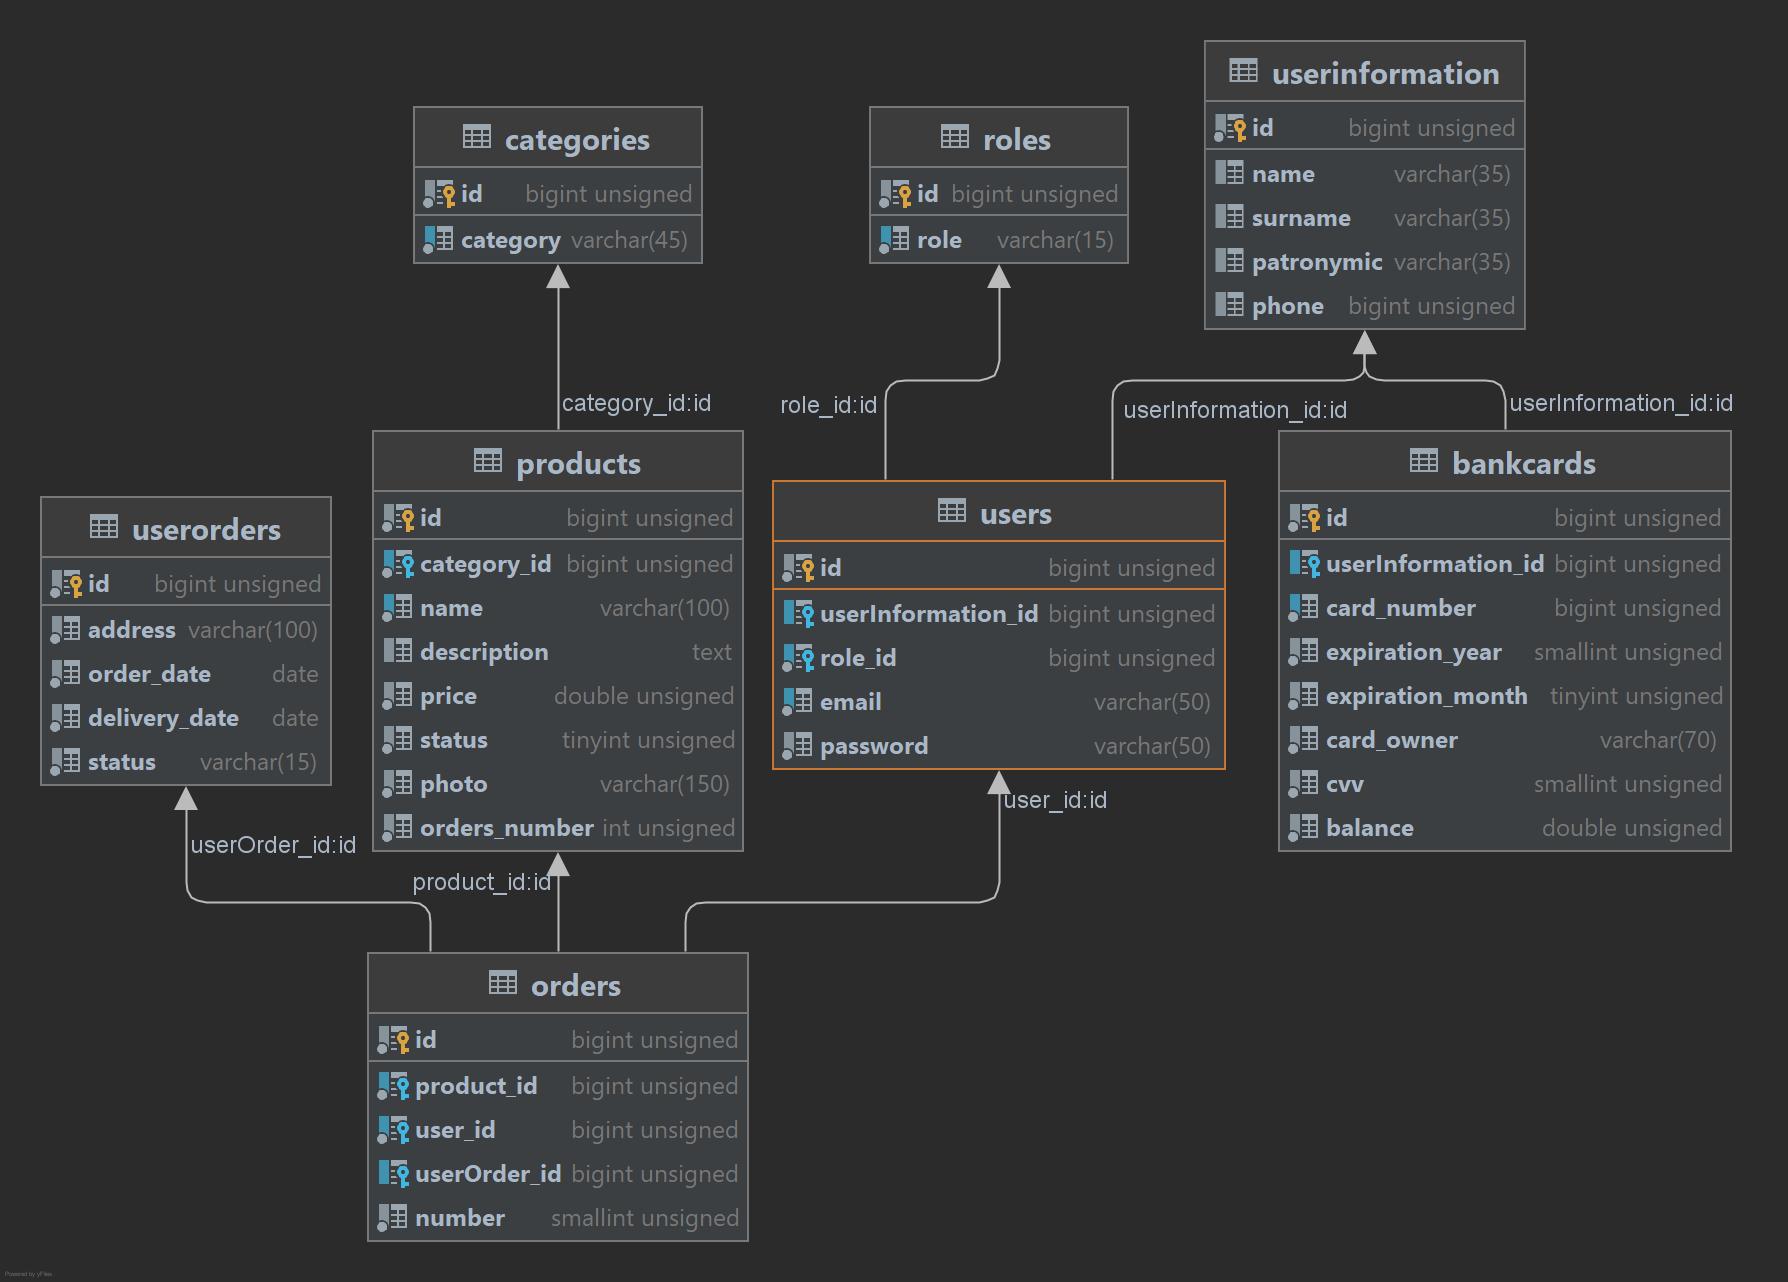 userinformation
id bigint unsigned
name varchar(35)
surname varchar(35)
patronymic varchar(35)
phone bigint unsigned
categories
id bigint unsigned
category varchar(45)
roles
id bigint unsigned
role varchar(15)
category_id:id
role_id:id
userInformation_id:id
userInformation_id:id
userorders
id bigint unsigned
address varchar(100)
order_date date
delivery_date date
status varchar(15)
products
id bigint unsigned
category_id bigint unsigned
name varchar(100)
description text
price double unsigned
status tinyint unsigned
photo varchar(150)
orders_number int unsigned
users
id bigint unsigned
userInformation_id bigint unsigned
role_id bigint unsigned
email varchar(50)
password varchar(50)
bankcards
id bigint unsigned
userInformation_id bigint unsigned
card_number bigint unsigned
expiration_year smallint unsigned
expiration_month tinyint unsigned
card_owner varchar(70)
cvv smallint unsigned
balance double unsigned
userOrder_id:id
product_id:id
user_id:id
orders
id bigint unsigned
product_id bigint unsigned
user_id bigint unsigned
userOrder_id bigint unsigned
number smallint unsigned
Powered by yFiles